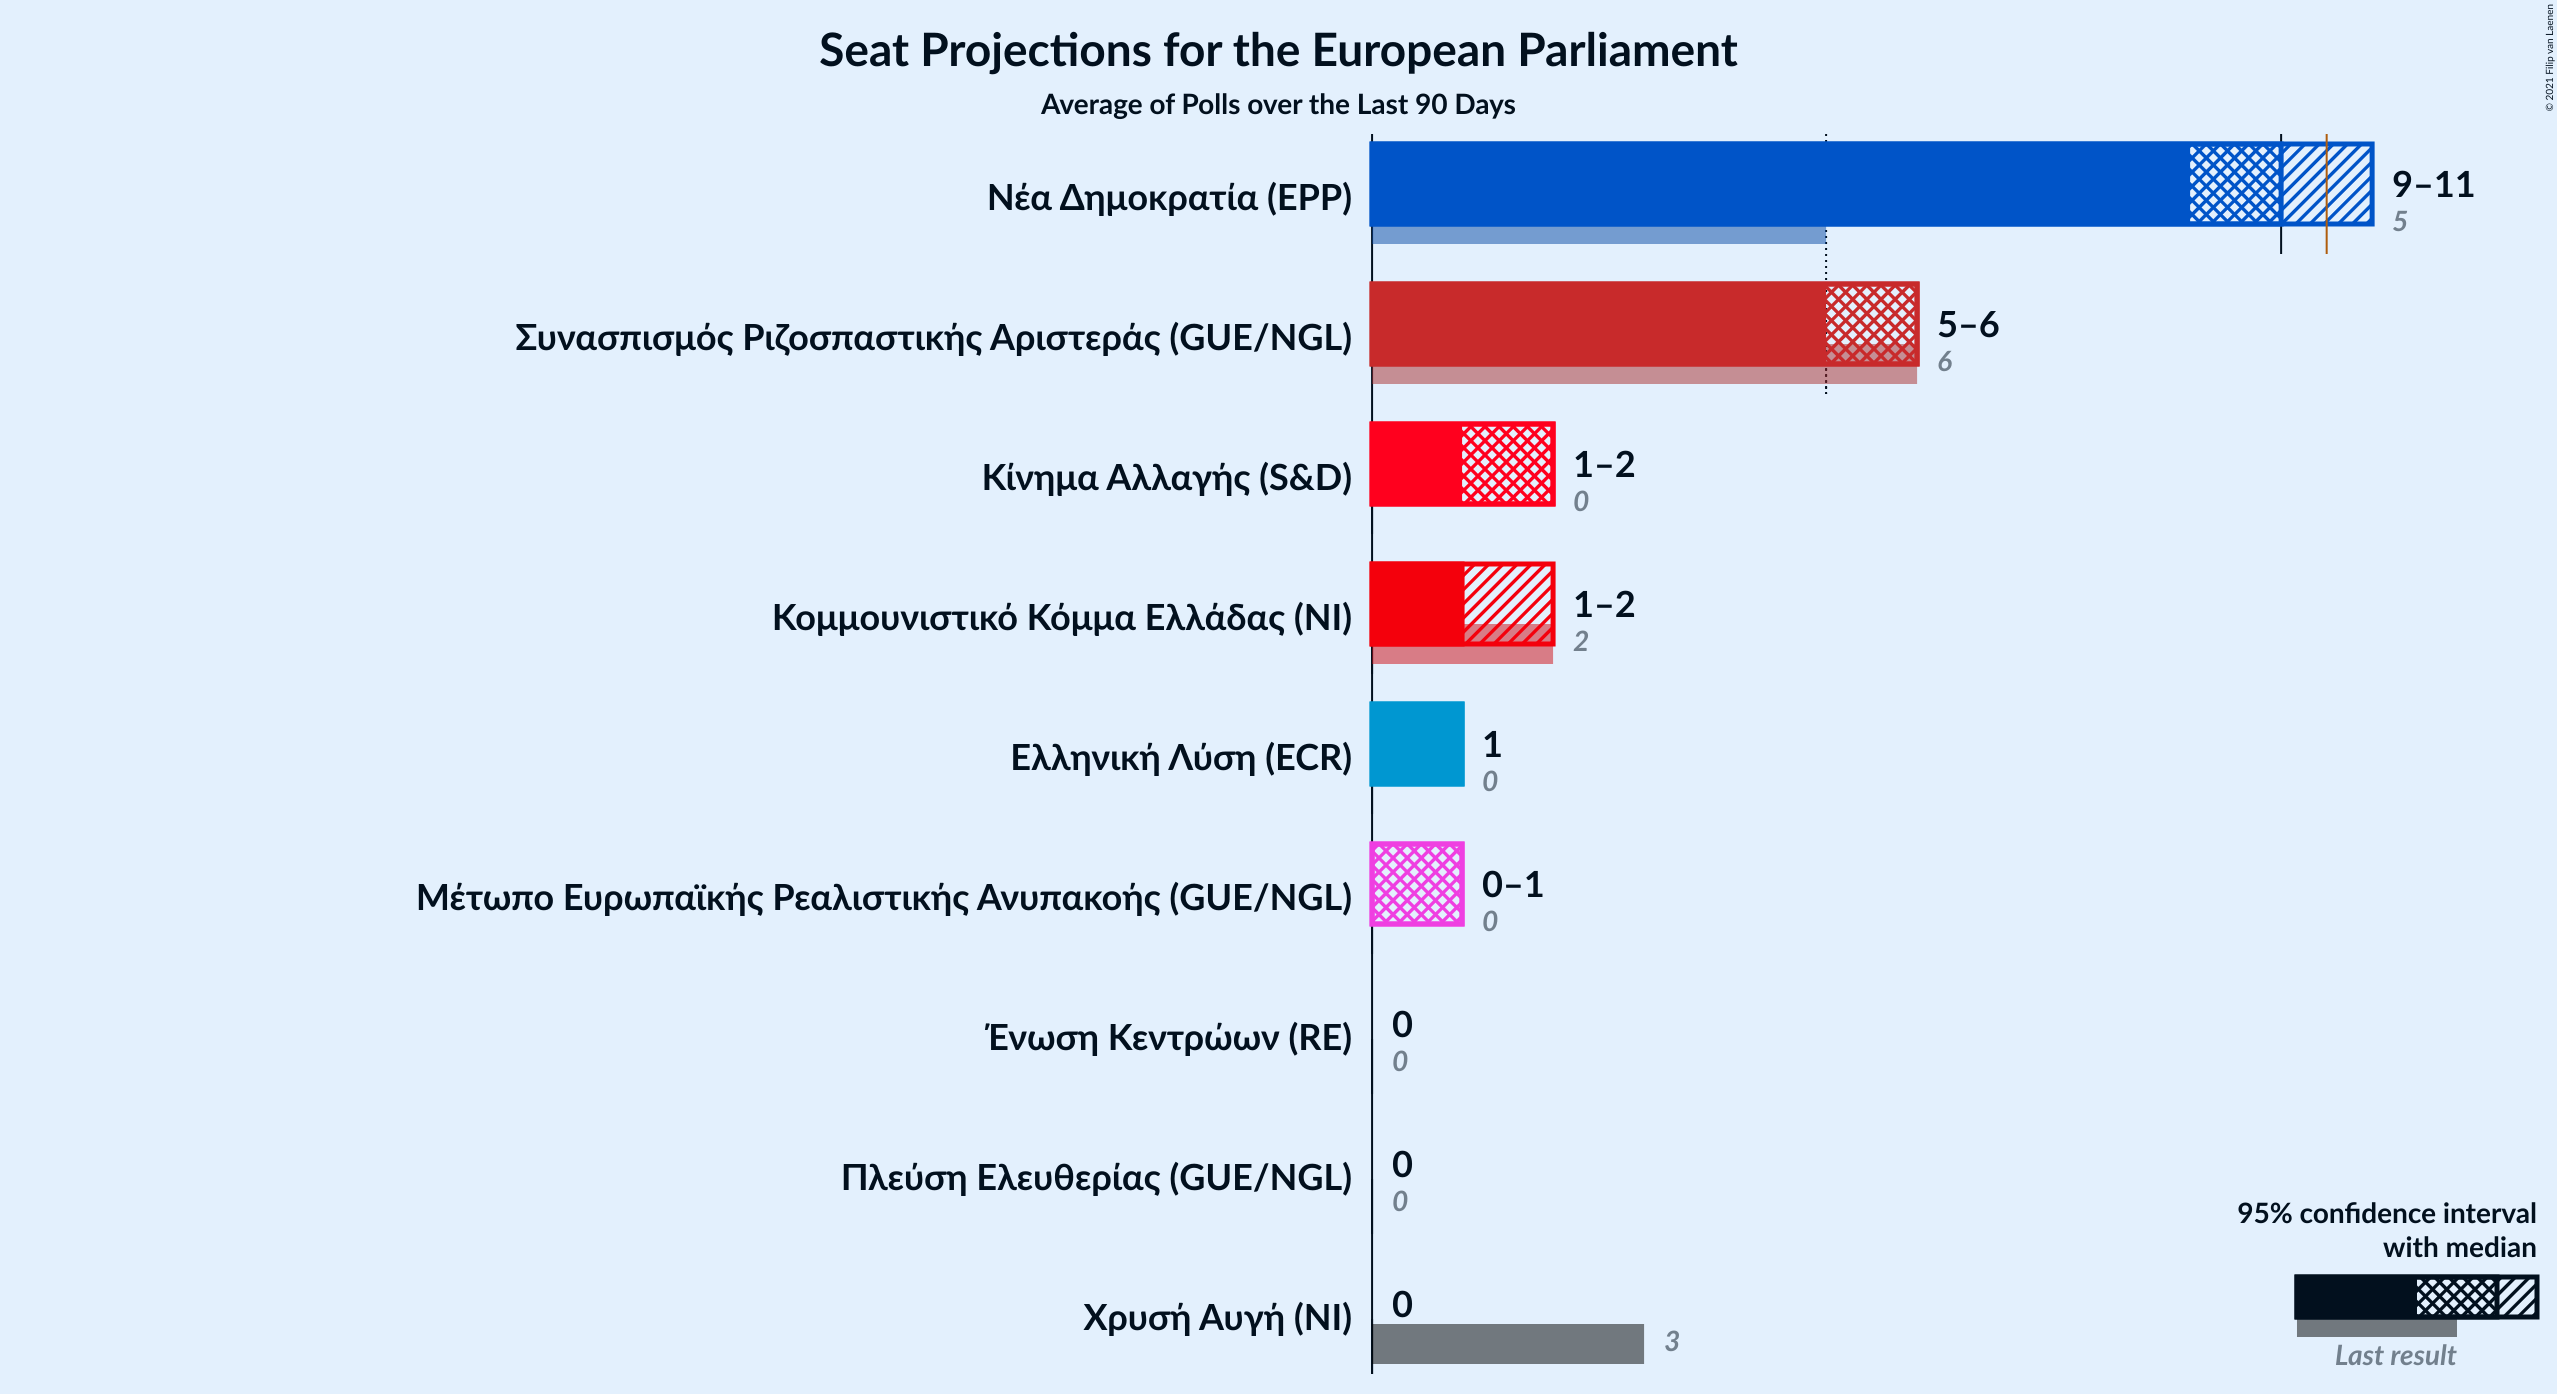 © 2021 Filip van Laenen
Seat Projections for the European Parliament
Average of Polls over the Last 90 Days
Νέα Δημοκρατία (EPP)
9–11
5
Συνασπισμός Ριζοσπαστικής Αριστεράς (GUE/NGL)
5–6
6
Κίνημα Αλλαγής (S&D)
1–2
0
Κομμουνιστικό Κόμμα Ελλάδας (NI)
1–2
2
Ελληνική Λύση (ECR)
1
0
Μέτωπο Ευρωπαϊκής Ρεαλιστικής Ανυπακοής (GUE/NGL)
0–1
0
Ένωση Κεντρώων (RE)
0
0
Πλεύση Ελευθερίας (GUE/NGL)
0
0
Χρυσή Αυγή (NI)
0
3
95% confidence interval
with median
Last result